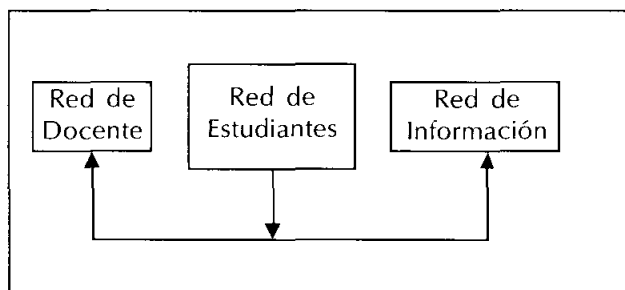 Red de
Docente
Red de
Estudiantes
Red de
Información